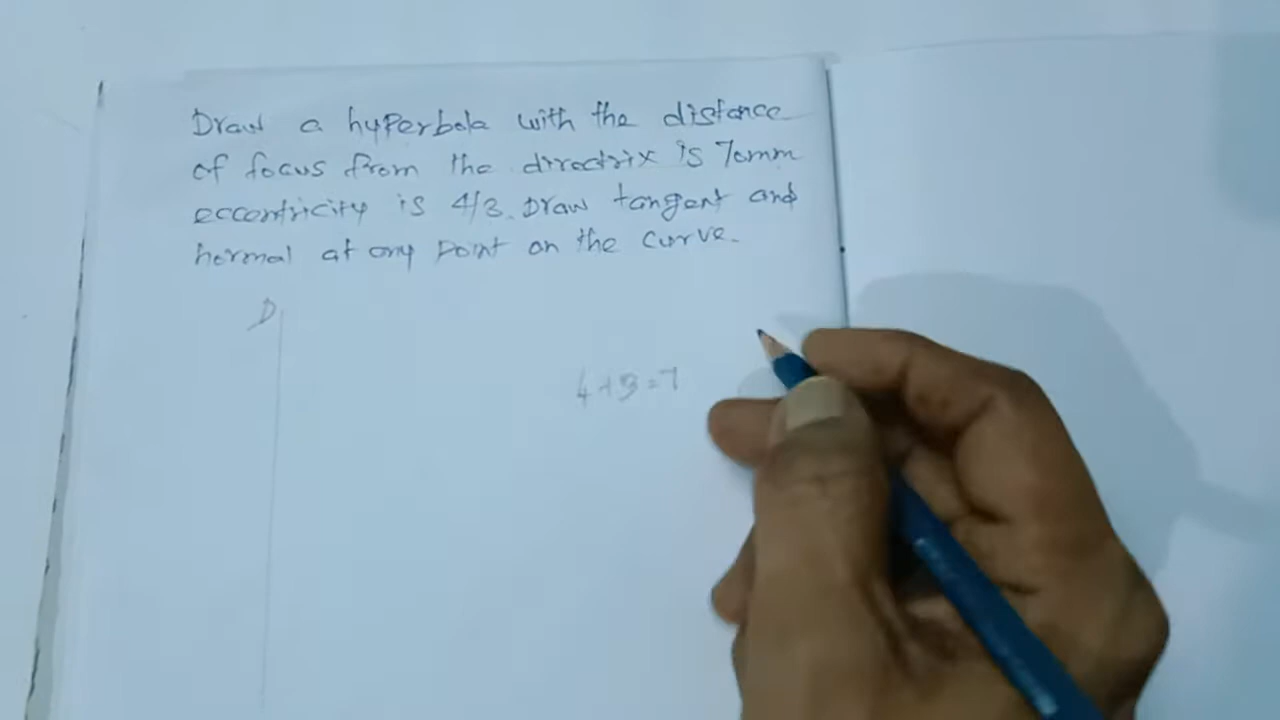 Draw a hyperbola with the distance
of focus from the directrix is 70mm
eccentricity is 4/3. Draw tangent and
normal at any point on the curve.
D
4+3=7